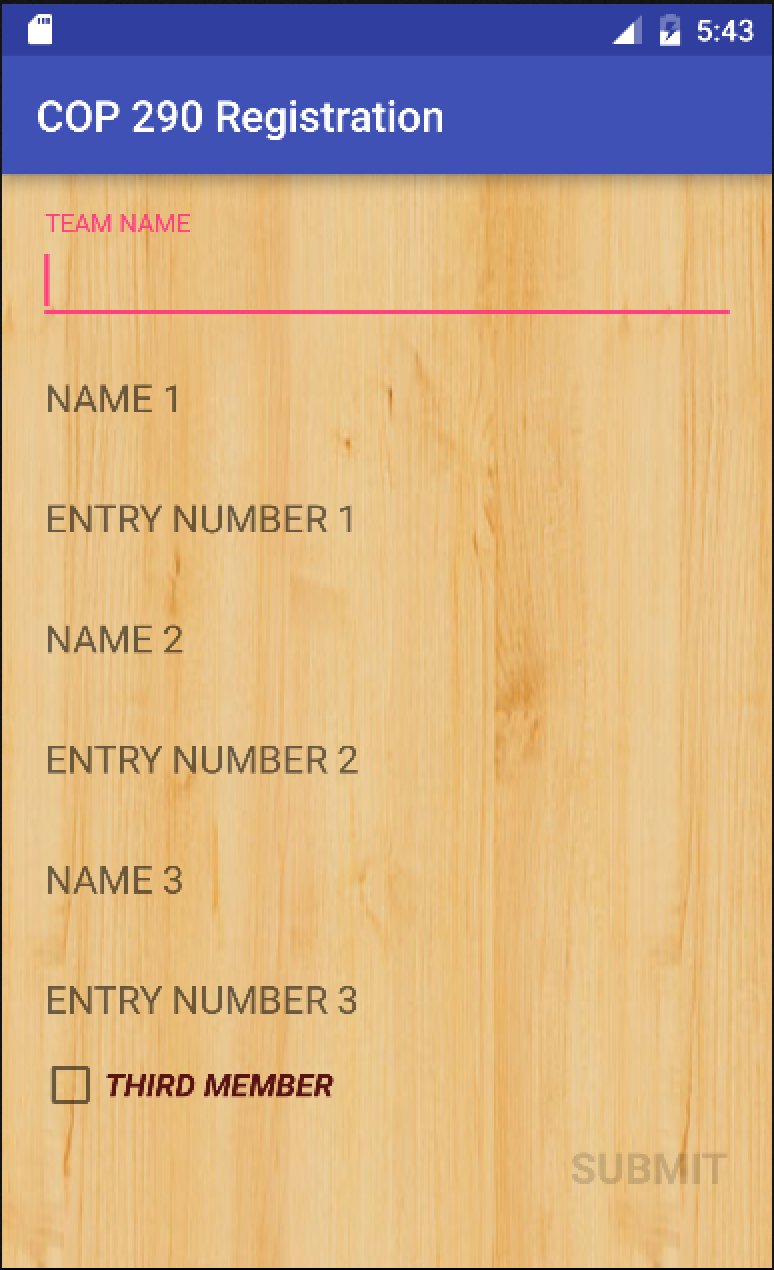 5:43
COP 290 Registration
TEAM NAME
NAME 1
ENTRY NUMBER 1
NAME 2
ENTRY NUMBER 2
NAME 3
ENTRY NUMBER 3
THIRD MEMBER
SUBMIT